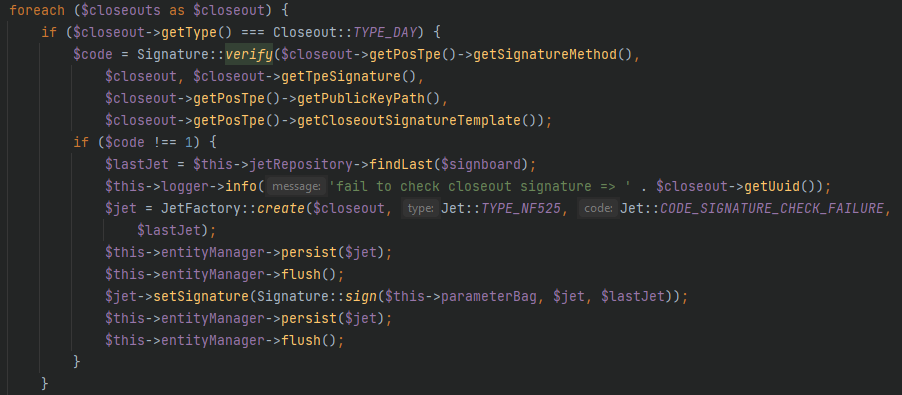 foreach ($closeouts as $closeout) {
if ($closeout->getType() === Closeout::TYPE_DAY) {
$code = Signature::verify($closeout->getPosTpe()->getSignatureMethod(),
$closeout, $closeout->getTpeSignature(),
$closeout->getPosTpe()->getPublicKeyPath(),
$closeout->getPosTpe()->getCloseoutSignatureTemplate());
if ($code !== 1) {
$lastJet = $this->jetRepository->findLast($signboard);
$this->logger->info( message: 'fail to check closeout signature => ' . $closeout->getUuid());
$jet = JetFactory::create($closeout, type: Jet::TYPE_NF525, code: Jet::CODE_SIGNATURE_CHECK_FAILURE,
$lastJet);
$this->entityManager->persist($jet);
$this->entityManager->flush();
$jet->setSignature(Signature::sign($this->parameterBag, $jet, $lastJet));
$this->entityManager->persist($jet);
$this->entityManager->flush();
}
}